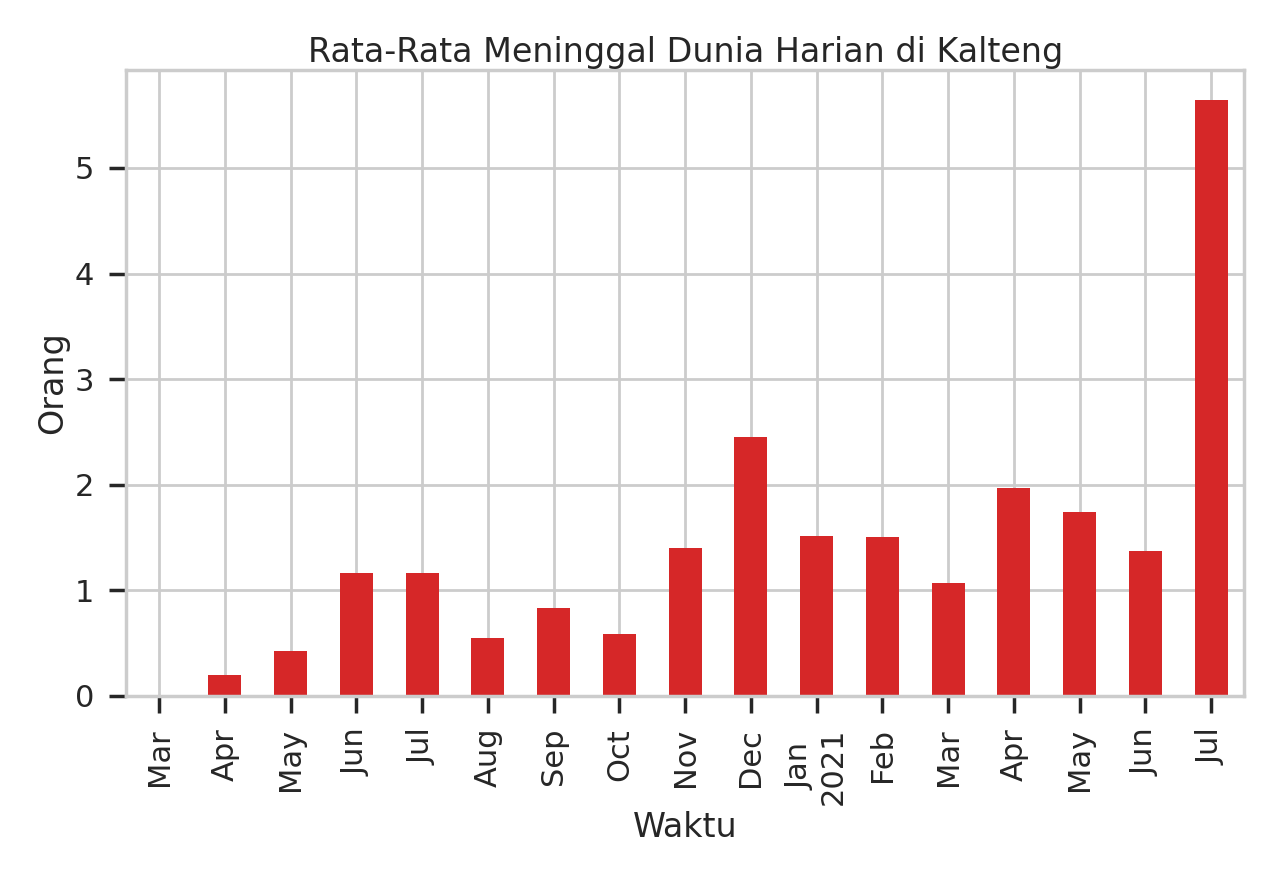 Rata-Rata Meninggal Dunia Harian di Kalteng
Orang
5
4
3
2
1
0
Mar
Apr
May
Jun
Jul
Aug
Sep
Oct
Nov
Dec
Jan
2021
Feb
Mar
Apr
May
Jun
Jul
Waktu